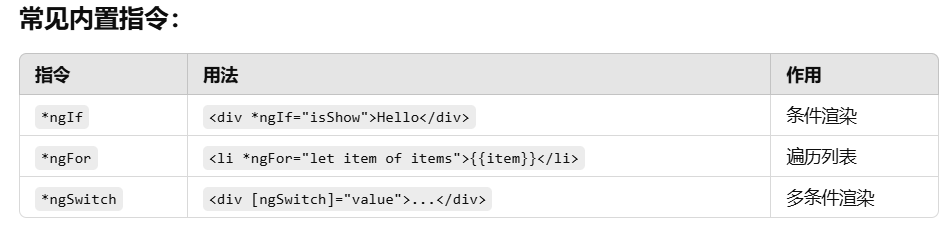 常见内置指令：
指令 用法 作用
*ngIf <div *ngIf="isShow">Hello</div> 条件渲染
*ngFor <li *ngFor="let item of items">{{item}}</li> 遍历列表
*ngSwitch <div [ngSwitch]="value">...</div> 多条件渲染